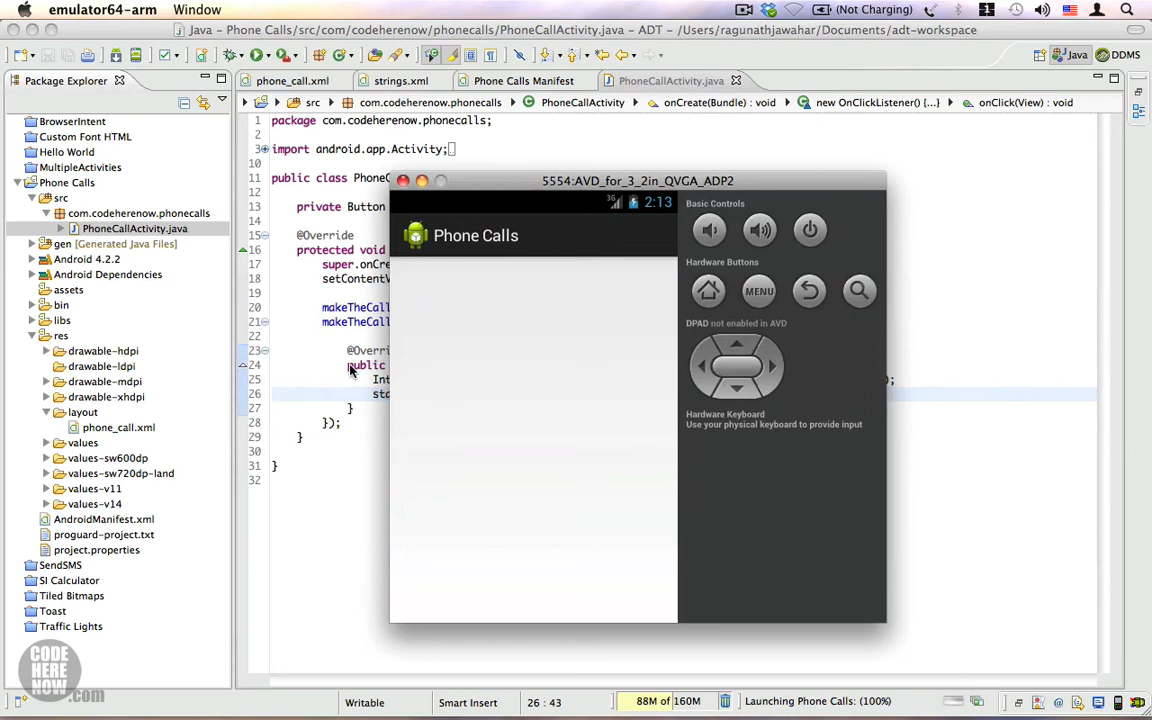 emulator64-arm Window (Not Charging)
Java - Phone Calls/src/com/codeherenow/phonecalls/PhoneCallActivity.java - ADT - /Users/ragunathjawahar/Documents/adt-workspace
Java DDMS
Package Explorer
phone_call.xml strings.xml Phone Calls Manifest PhoneCallActivity.java
src com.codeherenow.phonecalls PhoneCallActivity onCreate(Bundle) : void new OnClickListener() {...} onClick(View) : void
BrowserIntent
Custom Font HTML
Hello World
MultipleActivities
Phone Calls
src
com.codeherenow.phonecalls
PhoneCallActivity.java
gen [Generated Java Files]
Android 4.2.2
Android Dependencies
assets
bin
libs
res
drawable-hdpi
drawable-ldpi
drawable-mdpi
drawable-xhdpi
layout
phone_call.xml
values
values-sw600dp
values-sw720dp-land
values-v11
values-v14
AndroidManifest.xml
proguard-project.txt
project.properties
SendSMS
SI Calculator
Tiled Bitmaps
Toast
Traffic Lights
1 package com.codeherenow.phonecalls;
2
3 import android.app.Activity;
10
11 public class PhoneC
12
13 private Button
14
15 @Override
16 protected void
17 super.onCre
18 setContentV
19
20 makeTheCall
21 makeTheCall
22
23 @Overri
24 public
25 Int );
26 sta
27 }
28 });
29 }
30
31 }
32
5554:AVD_for_3_2in_QVGA_ADP2
3G 2:13
Phone Calls
Basic Controls
Hardware Buttons
MENU
DPAD not enabled in AVD
Hardware Keyboard
Use your physical keyboard to provide input
CODE
HERE
NOW
.com
Writable Smart Insert 26 : 43 88M of 160M Launching Phone Calls: (100%)